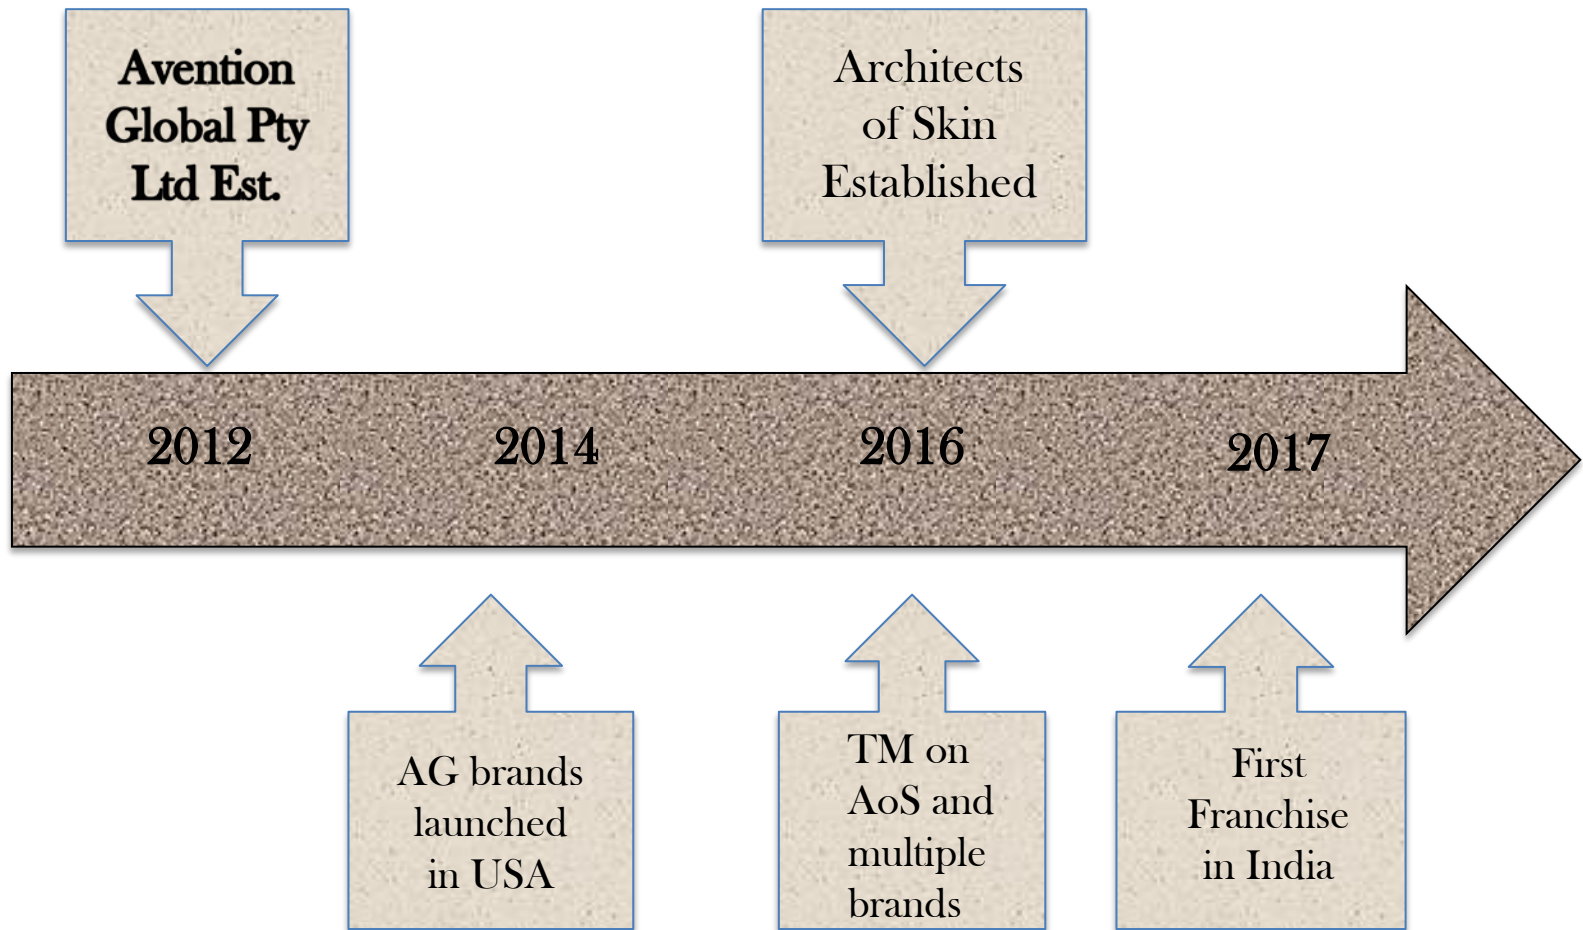 Avention
Global Pty
Ltd Est.
Architects
of Skin
Established
2012
2014
2016
2017
AG brands
launched
in USA
TM on
AoS and
multiple
brands
First
Franchise
in India